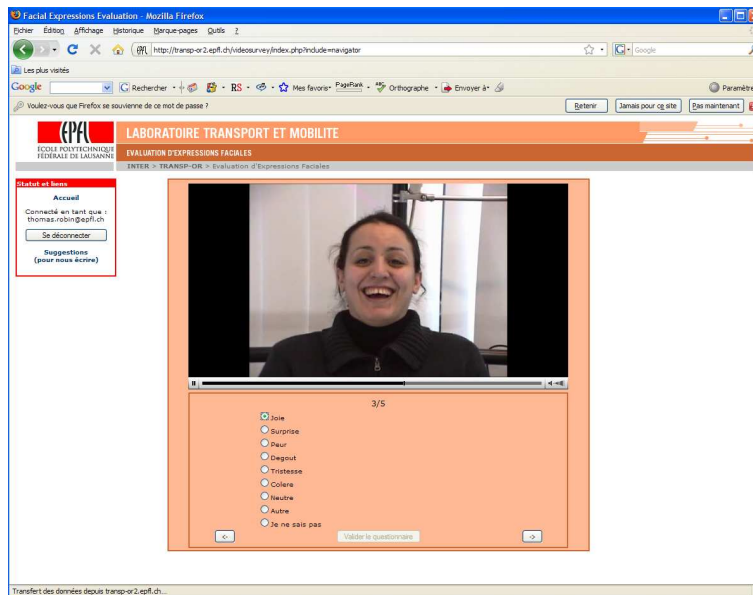 Facial Expressions Evaluation - Mozilla Firefox
Fichier Édition Affichage Historique Marque-pages Outils ?
http://transp-or2.epfl.ch/videosurvey/index.php?include=navigator
Google
Les plus visités
Google Rechercher RS Mes favoris PageRank ABC Orthographe Envoyer à Paramètre
Voulez-vous que Firefox se souvienne de ce mot de passe ? Retenir Jamais pour ce site Pas maintenant
EPFL
ÉCOLE POLYTECHNIQUE
FÉDÉRALE DE LAUSANNE
LABORATOIRE TRANSPORT ET MOBILITE
EVALUATION D'EXPRESSIONS FACIALES
INTER > TRANSP-OR > Evaluation d'Expressions Faciales
Statut et liens
Accueil
Connecté en tant que :
thomas.robin@epfl.ch
Se déconnecter
Suggestions
(pour nous écrire)
3/5
Joie
Surprise
Peur
Degout
Tristesse
Colere
Neutre
Autre
Je ne sais pas
<- Valider le questionnaire ->
Transfert des données depuis transp-or2.epfl.ch...